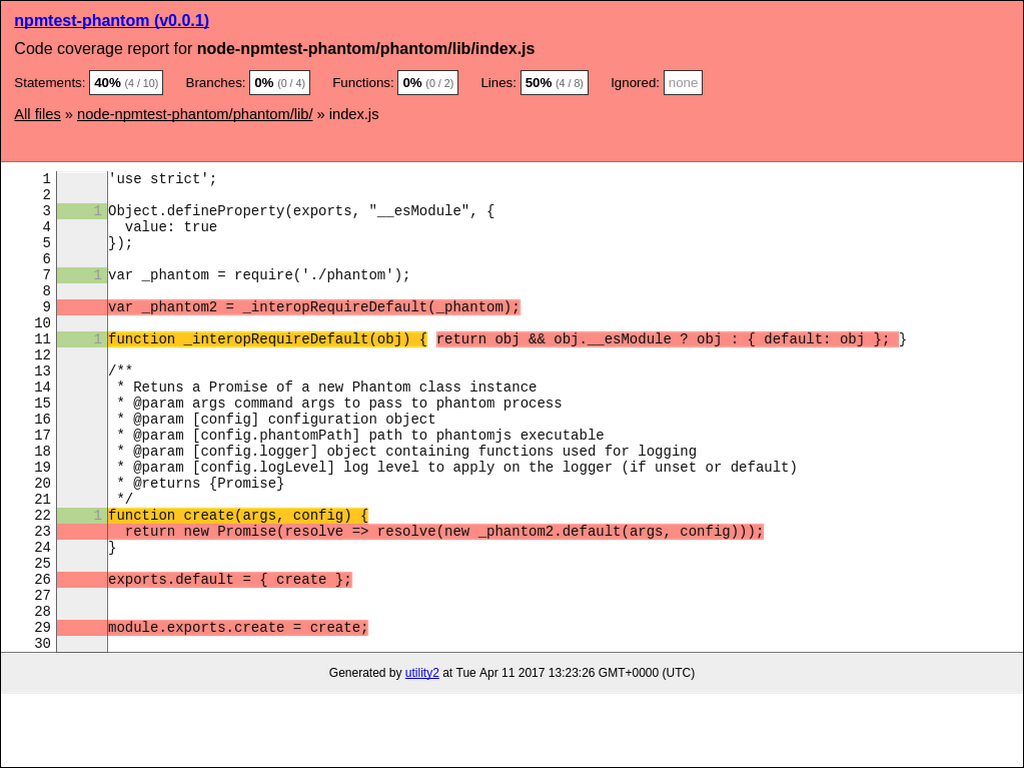 npmtest-phantom (v0.0.1)
Code coverage report for node-npmtest-phantom/phantom/lib/index.js
Statements: 40% (4 / 10) Branches: 0% (0 / 4) Functions: 0% (0 / 2) Lines: 50% (4 / 8) Ignored: none
All files » node-npmtest-phantom/phantom/lib/ » index.js
1 'use strict';
2
3 1 Object.defineProperty(exports, "__esModule", {
4   value: true
5 });
6
7 1 var _phantom = require('./phantom');
8
9 var _phantom2 = _interopRequireDefault(_phantom);
10
11 1 function _interopRequireDefault(obj) { return obj && obj.__esModule ? obj : { default: obj }; }
12
13 /**
14  * Retuns a Promise of a new Phantom class instance
15  * @param args command args to pass to phantom process
16  * @param [config] configuration object
17  * @param [config.phantomPath] path to phantomjs executable
18  * @param [config.logger] object containing functions used for logging
19  * @param [config.logLevel] log level to apply on the logger (if unset or default)
20  * @returns {Promise}
21  */
22 1 function create(args, config) {
23   return new Promise(resolve => resolve(new _phantom2.default(args, config)));
24 }
25
26 exports.default = { create };
27
28
29 module.exports.create = create;
30
Generated by utility2 at Tue Apr 11 2017 13:23:26 GMT+0000 (UTC)